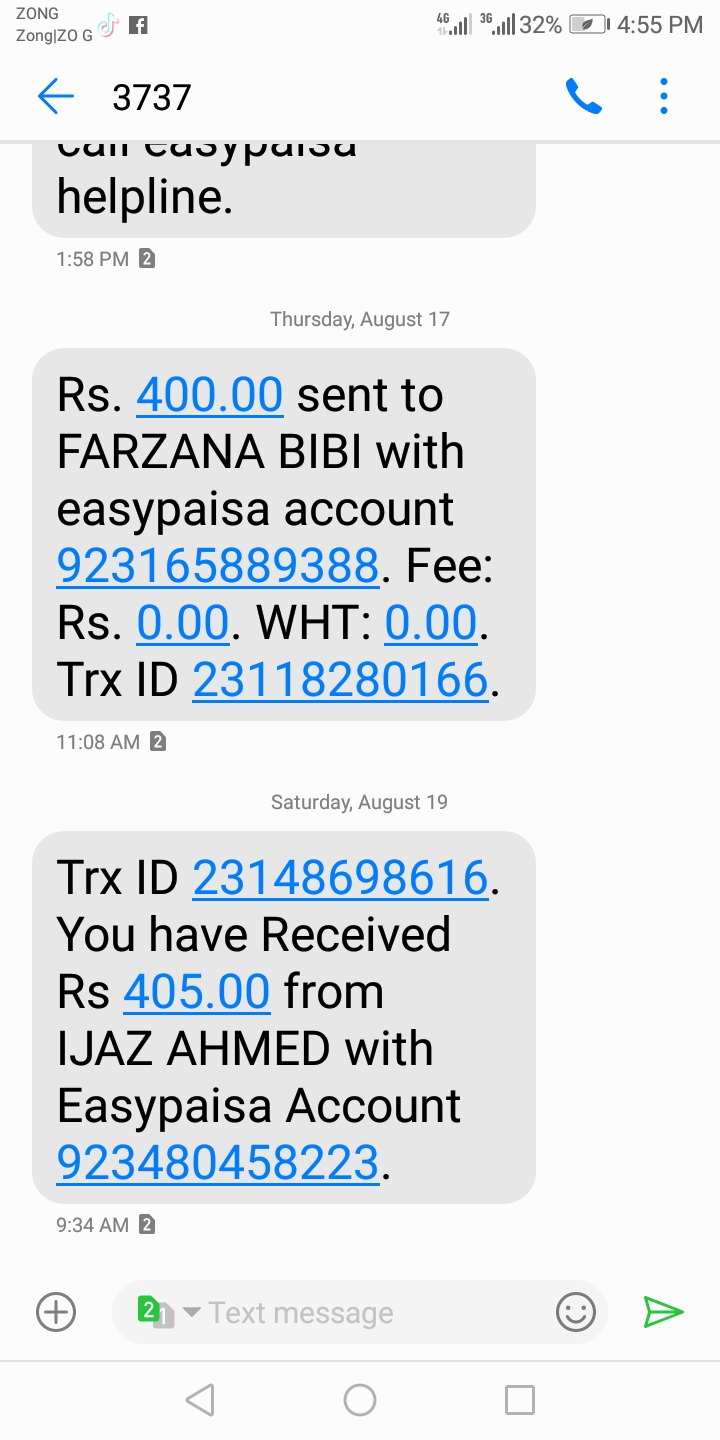 ZONG
Zong|ZO G
4G 3G 32% 4:55 PM
3737
call easypaisa
helpline.
1:58 PM 2
Thursday, August 17
Rs. 400.00 sent to
FARZANA BIBI with
easypaisa account
923165889388. Fee:
Rs. 0.00. WHT: 0.00.
Trx ID 23118280166.
11:08 AM 2
Saturday, August 19
Trx ID 23148698616.
You have Received
Rs 405.00 from
IJAZ AHMED with
Easypaisa Account
923480458223.
9:34 AM 2
2 1 Text message